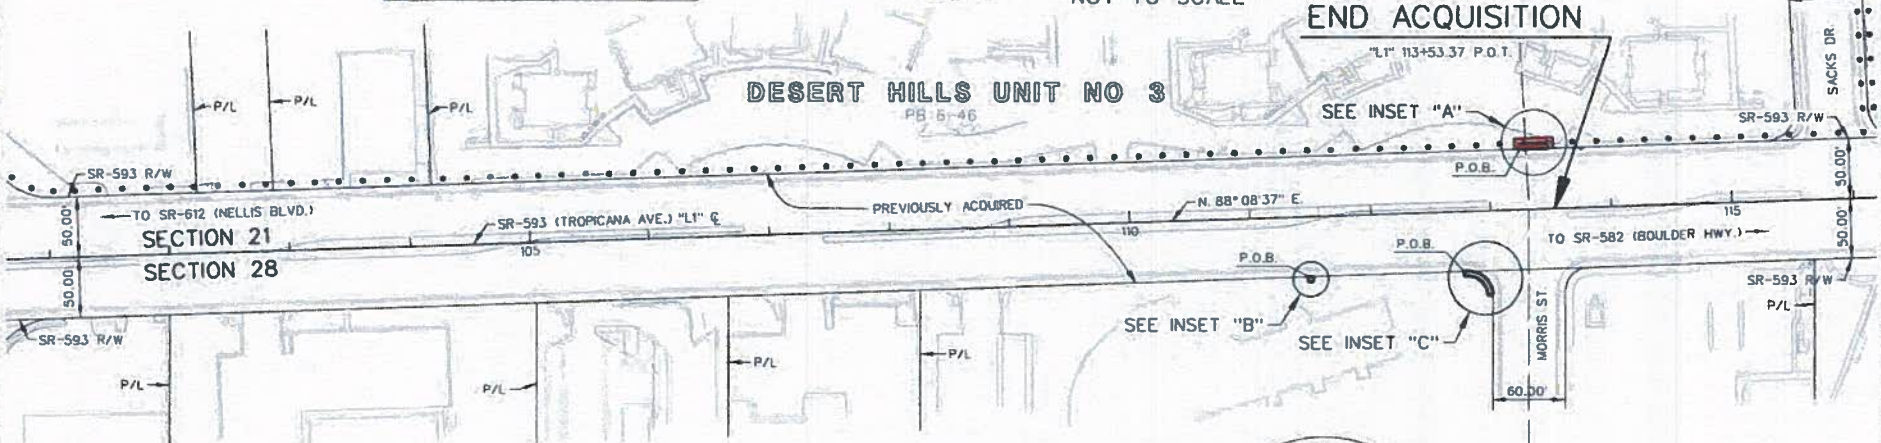 NOT TO SCALE
END ACQUISITION
"L1" 113+53.37 P.O.T.
SACKS DR.
P/L
P/L
P/L
DESERT HILLS UNIT NO 3
PB 6-46
SEE INSET "A"
SR-593 R/W
SR-593 R/W
P.O.B.
50.00'
50.00'
TO SR-612 (NELLIS BLVD.)
SR-593 (TROPICANA AVE.) "L1" ℄
PREVIOUSLY ACQUIRED
N. 88° 08'37" E.
SECTION 21
SECTION 28
105
110
115
TO SR-582 (BOULDER HWY.)
50.00'
50.00'
P.O.B.
P.O.B.
SR-593 R/W
P/L
SEE INSET "B"
SEE INSET "C"
MORRIS ST.
SR-593 R/W
P/L
P/L
P/L
P/L
60.00'